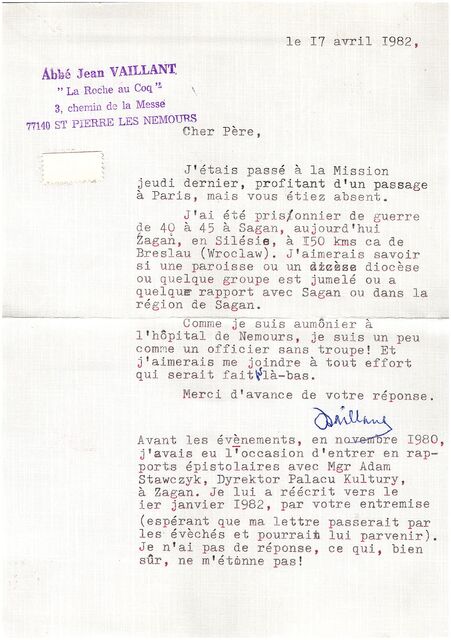 le I7 avril I982,
Abbé Jean VAILLANT
" La Roche au Coq "
3, chemin de la Messe
77140 ST PIERRE LES NEMOURS
Cher Père,
J'étais passé à la Mission
jeudi dernier, profitant d'un passage
à Paris, mais vous étiez absent.
J'ai été prisonnier de guerre
de 40 à 45 à Sagan, aujourd'hui
Zagan, en Silésie, à I50 kms ca de
Breslau (Wroclaw). J'aimerais savoir
si une paroisse ou un diocèse
ou quelque groupe est jumelé ou a
quelque rapport avec Sagan ou dans la
région de Sagan.
Comme je suis aumônier à
l'hôpital de Nemours, je suis un peu
comme un officier sans troupe! Et
j'aimerais me joindre à tout effort
qui serait fait là-bas.
Merci d'avance de votre réponse.
JVaillant
Avant les évènements, en novembre 1980,
j'avais eu l'occasion d'entrer en rap-
ports épistolaires avec Mgr Adam
Stawczyk, Dyrektor Palacu Kultury,
à Zagan. Je lui a réécrit vers le
ier janvier I982, par votre entremise
(espérant que ma lettre passerait par
les évèchés et pourrait lui parvenir).
Je n'ai pas de réponse, ce qui, bien
sûr, ne m'étonne pas!